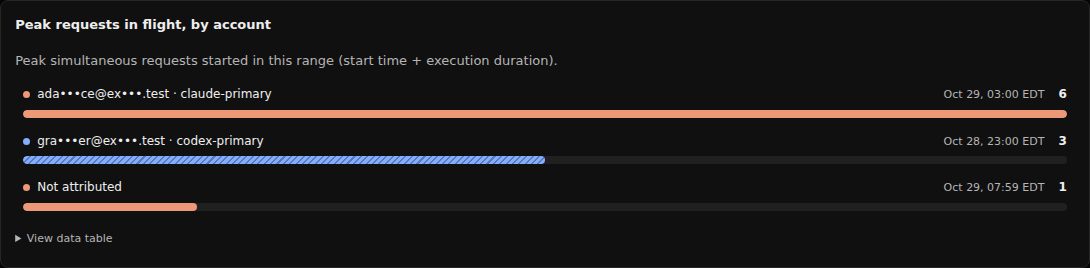 Peak requests in flight, by account
Peak simultaneous requests started in this range (start time + execution duration).
ada•••ce@ex•••.test · claude-primary Oct 29, 03:00 EDT 6
gra•••er@ex•••.test · codex-primary Oct 28, 23:00 EDT 3
Not attributed Oct 29, 07:59 EDT 1
View data table